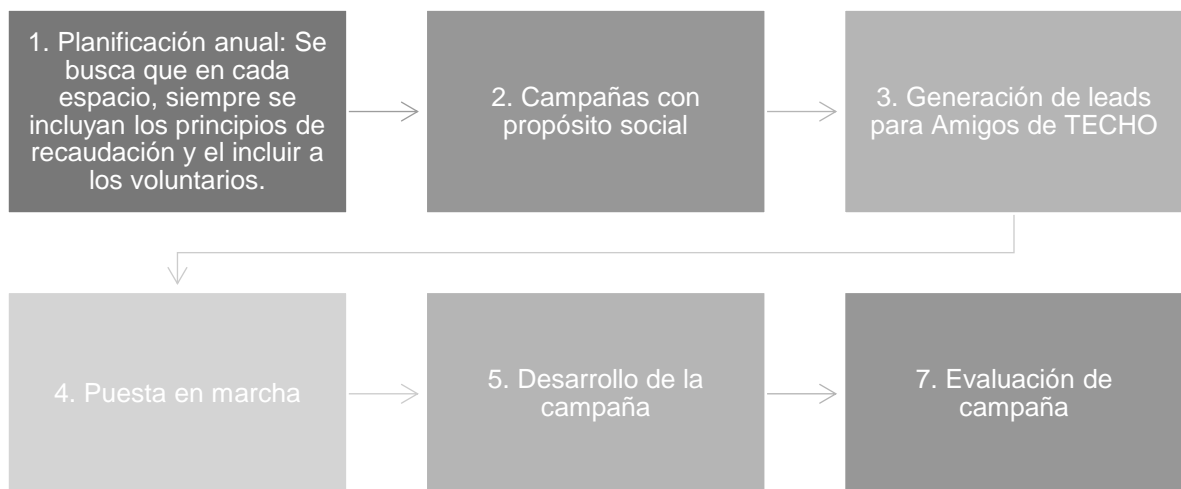 1. Planificación anual: Se
busca que en cada
espacio, siempre se
incluyan los principios de
recaudación y el incluir a
los voluntarios.
2. Campañas con
propósito social
3. Generación de leads
para Amigos de TECHO
4. Puesta en marcha
5. Desarrollo de la
campaña
7. Evaluación de
campaña